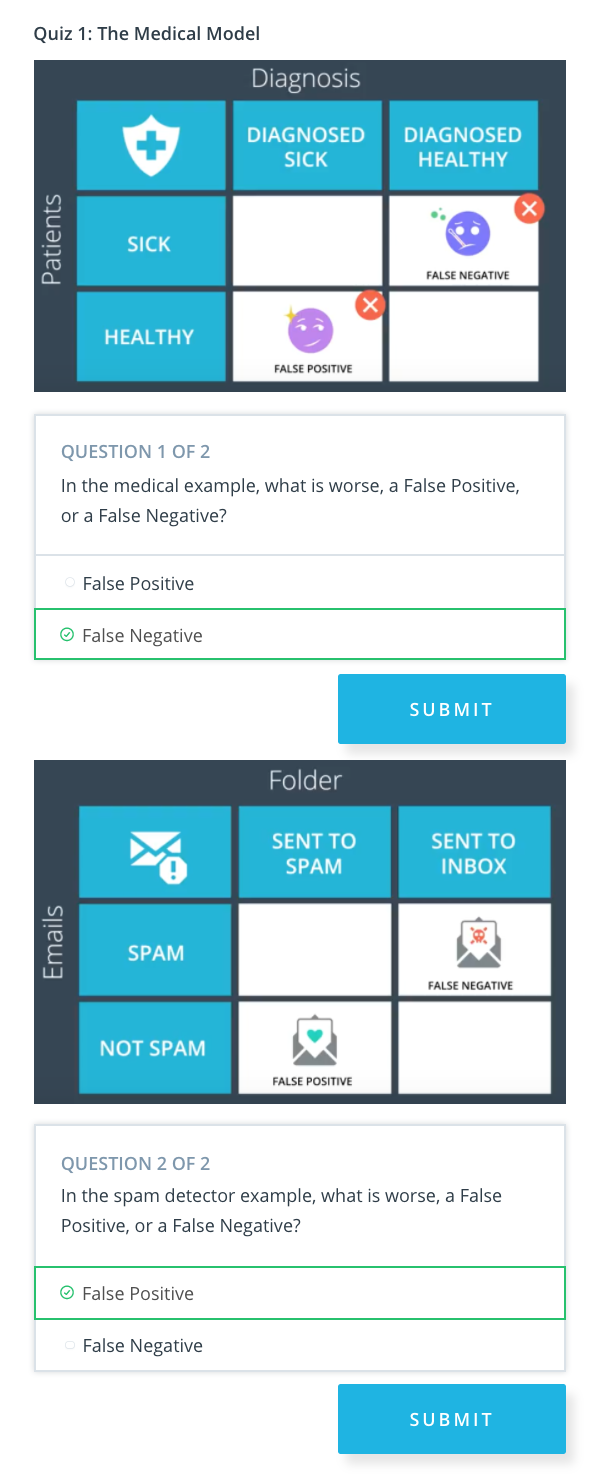 Quiz 1: The Medical Model
Diagnosis
Patients
DIAGNOSED
SICK
DIAGNOSED
HEALTHY
SICK
FALSE NEGATIVE
HEALTHY
FALSE POSITIVE
QUESTION 1 OF 2
In the medical example, what is worse, a False Positive,
or a False Negative?
False Positive
False Negative
SUBMIT
Folder
Emails
SENT TO
SPAM
SENT TO
INBOX
SPAM
FALSE NEGATIVE
NOT SPAM
FALSE POSITIVE
QUESTION 2 OF 2
In the spam detector example, what is worse, a False
Positive, or a False Negative?
False Positive
False Negative
SUBMIT